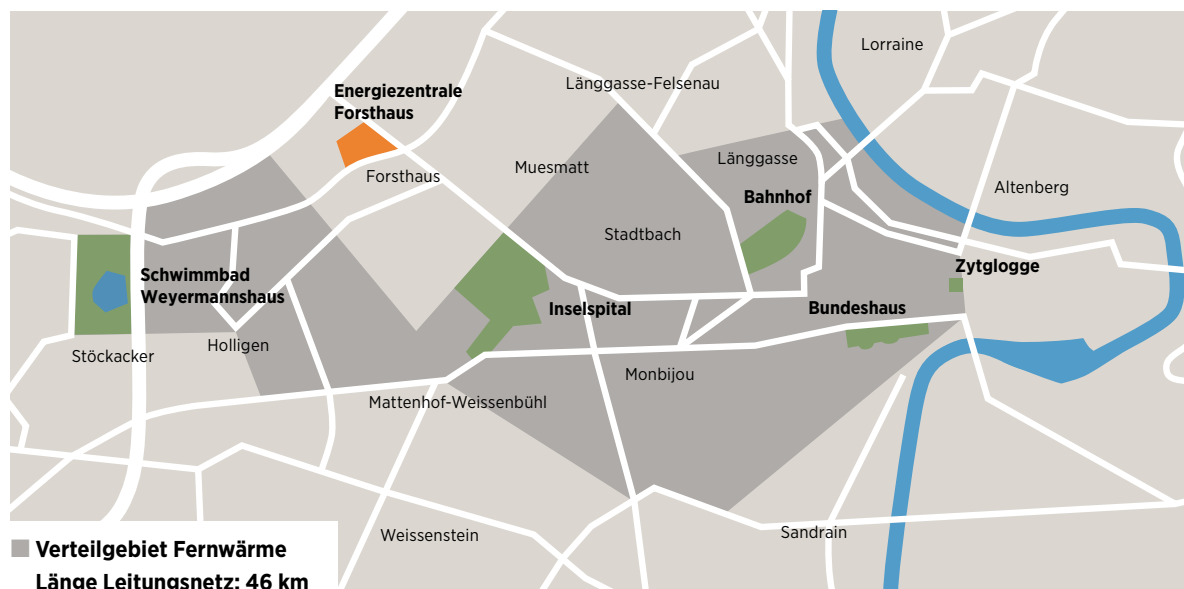 Lorraine
Länggasse-Felsenau
Energiezentrale
Forsthaus
Länggasse
Muesmatt
Forsthaus
Altenberg
Bahnhof
Stadtbach
Zytglogge
Schwimmbad
Weyermannshaus
Inselspital
Bundeshaus
Holligen
Stöckacker
Monbijou
Mattenhof-Weissenbühl
Sandrain
Weissenstein
Verteilgebiet Fernwärme
Länge Leitungsnetz: 46 km